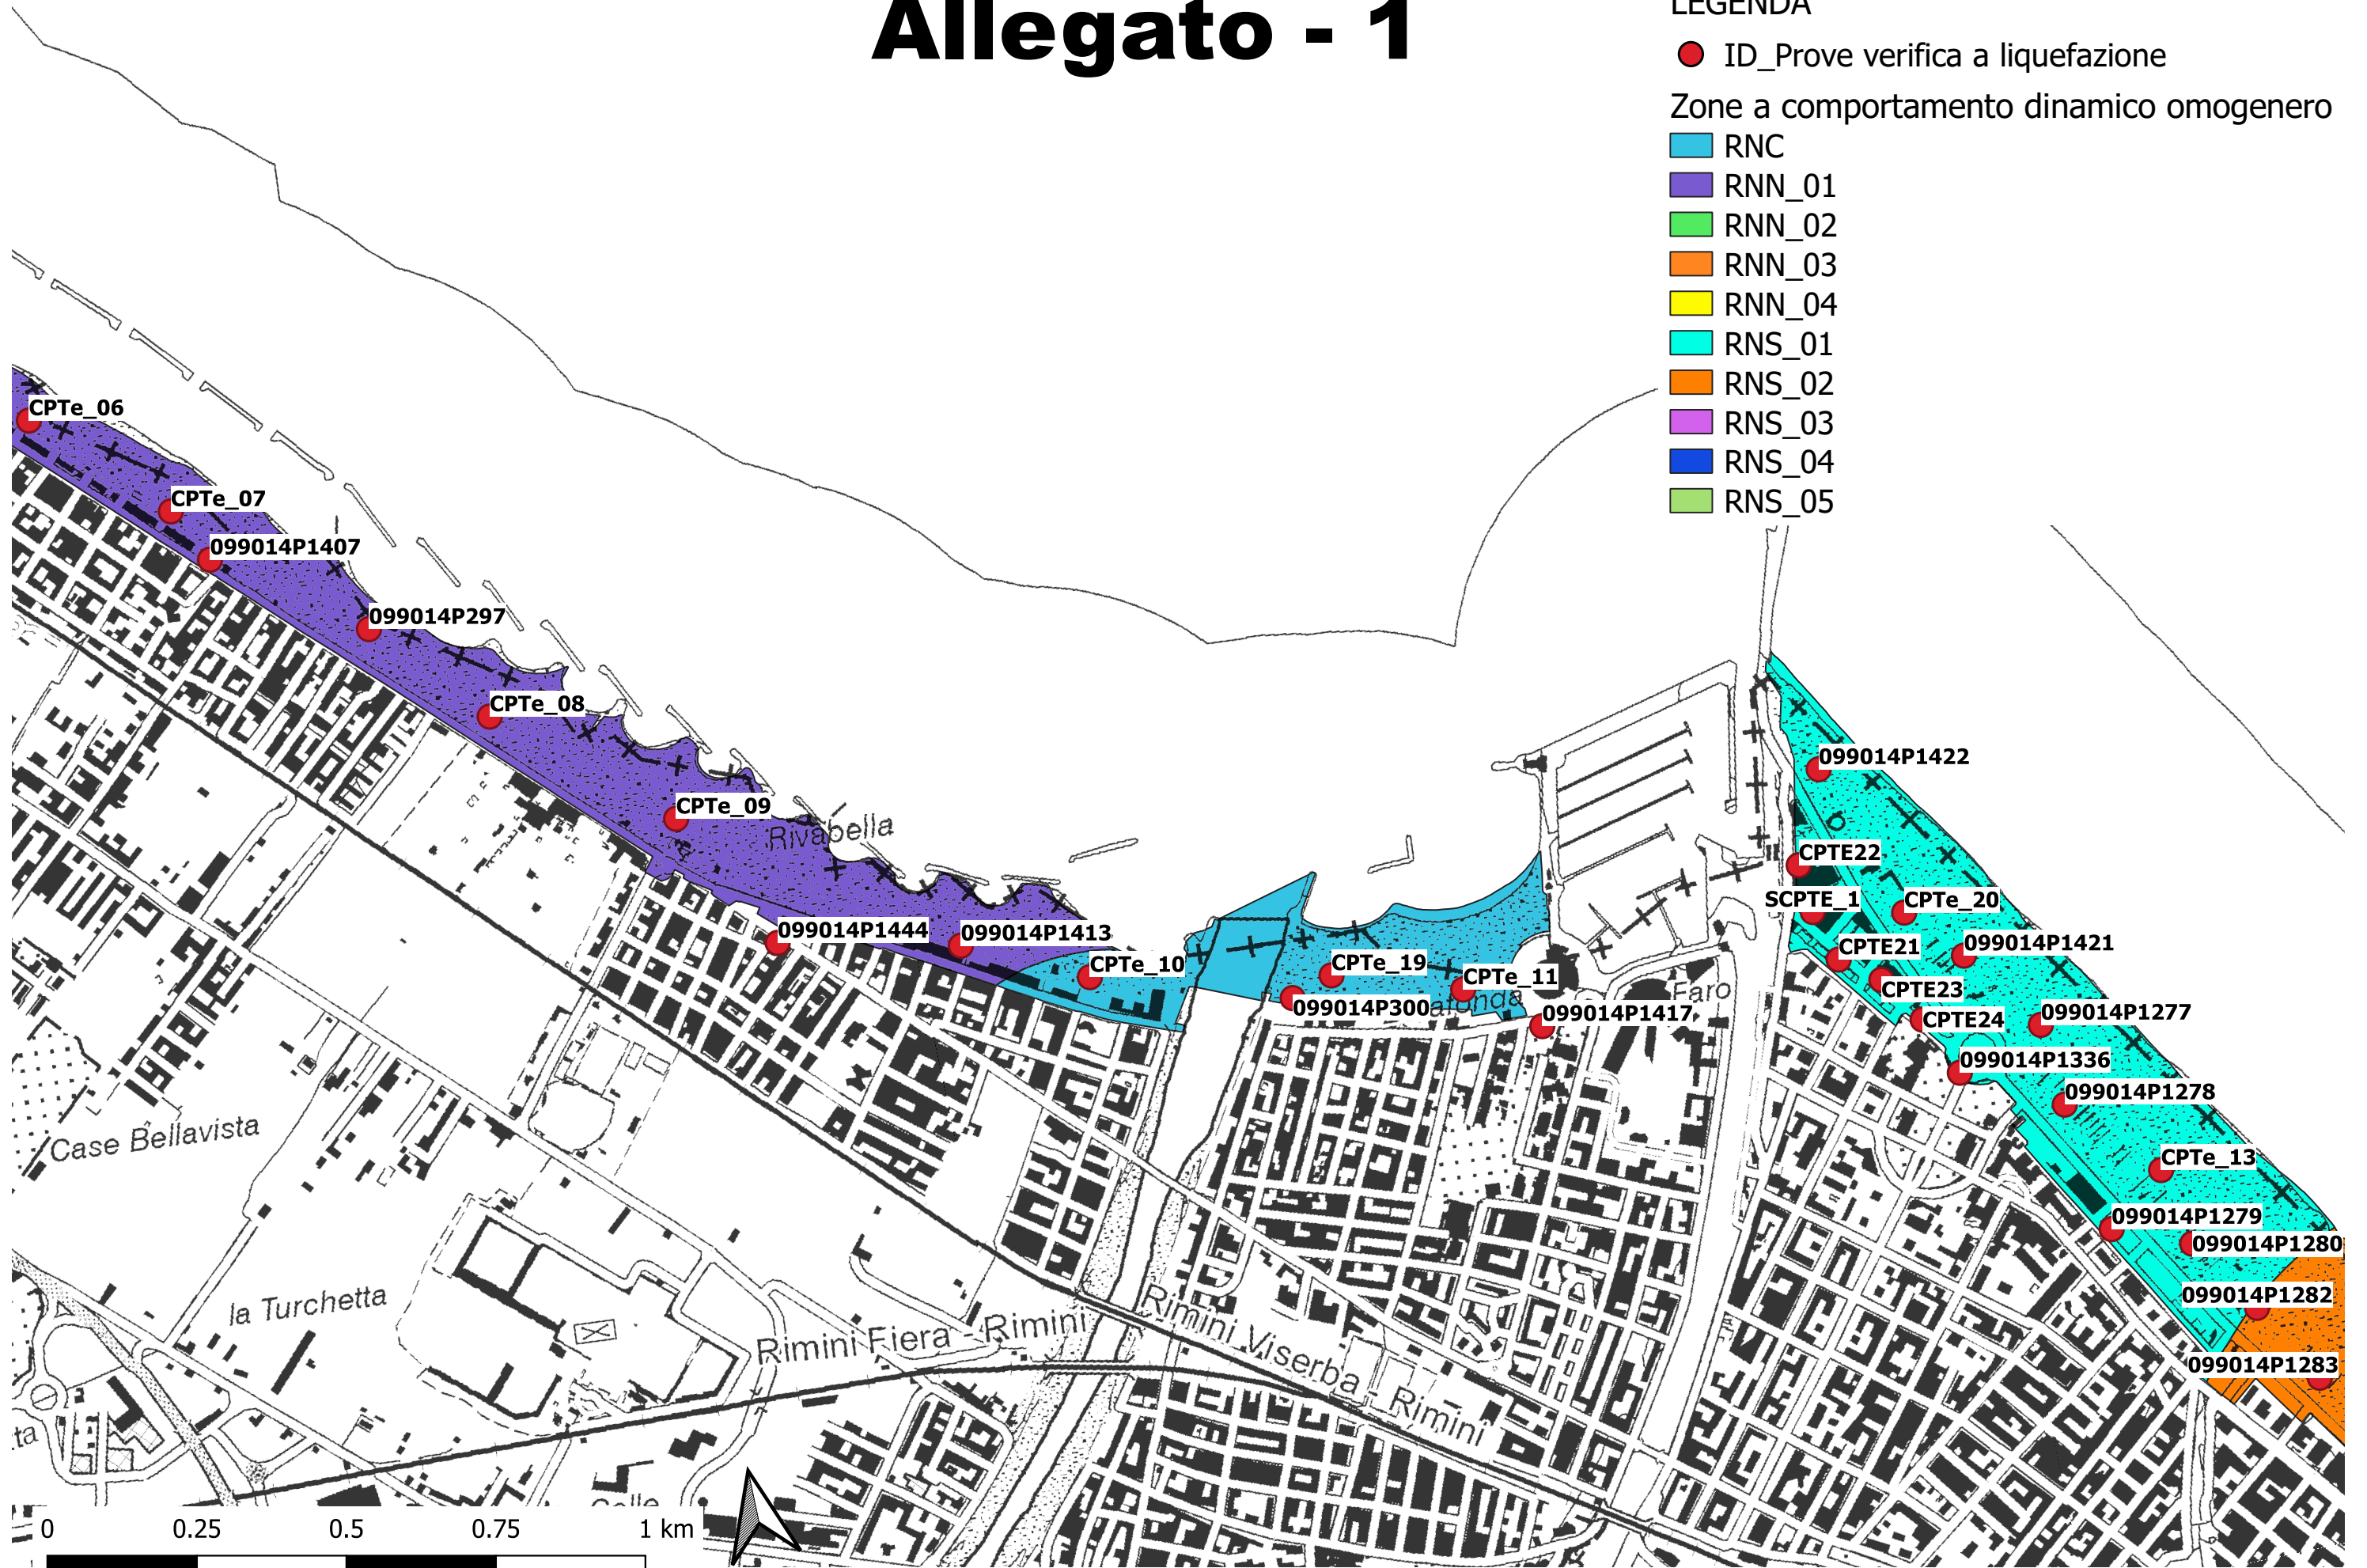 Allegato - 1
LEGENDA
ID_Prove verifica a liquefazione
Zone a comportamento dinamico omogenero
RNC
RNN_01
RNN_02
RNN_03
RNN_04
RNS_01
RNS_02
RNS_03
RNS_04
RNS_05
CPTe_06
CPTe_07
099014P1407
099014P297
CPTe_08
CPTe_09
Rivabella
099014P1444
099014P1413
CPTe_10
CPTe_19
CPTe_11
099014P300
099014P1417
Faro
099014P1422
CPTE22
SCPTE_1
CPTe_20
CPTE21
099014P1421
CPTE23
CPTE24
099014P1277
099014P1336
099014P1278
CPTe_13
099014P1279
099014P1280
099014P1282
099014P1283
Case Bellavista
la Turchetta
Rimini Fiera - Rimini
Rimini Viserba - Rimini
ta
0 0.25 0.5 0.75 1 km